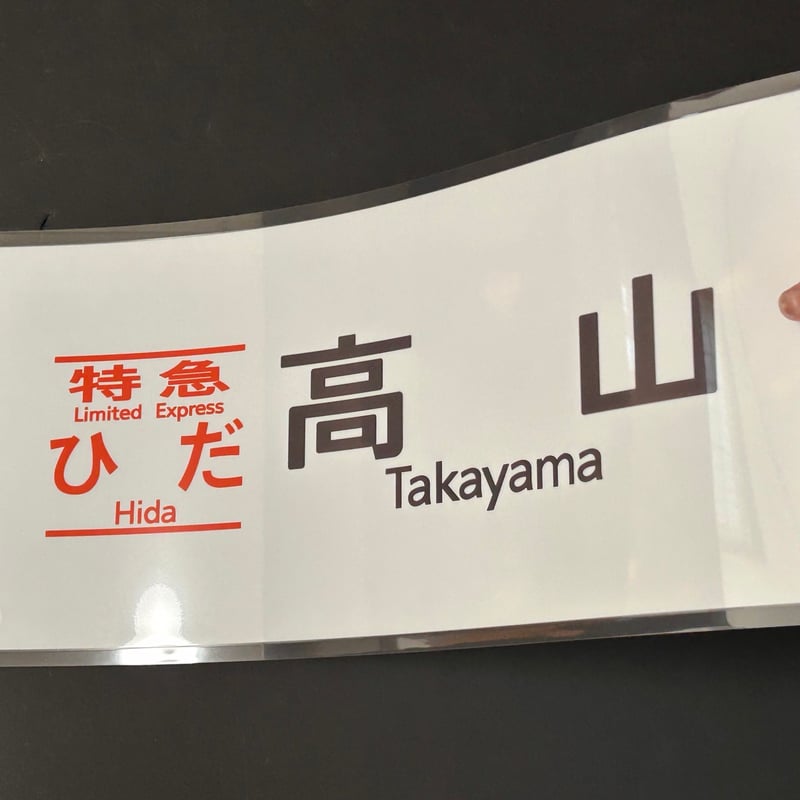 特急
Limited Express
ひだ
Hida
高山
Takayama